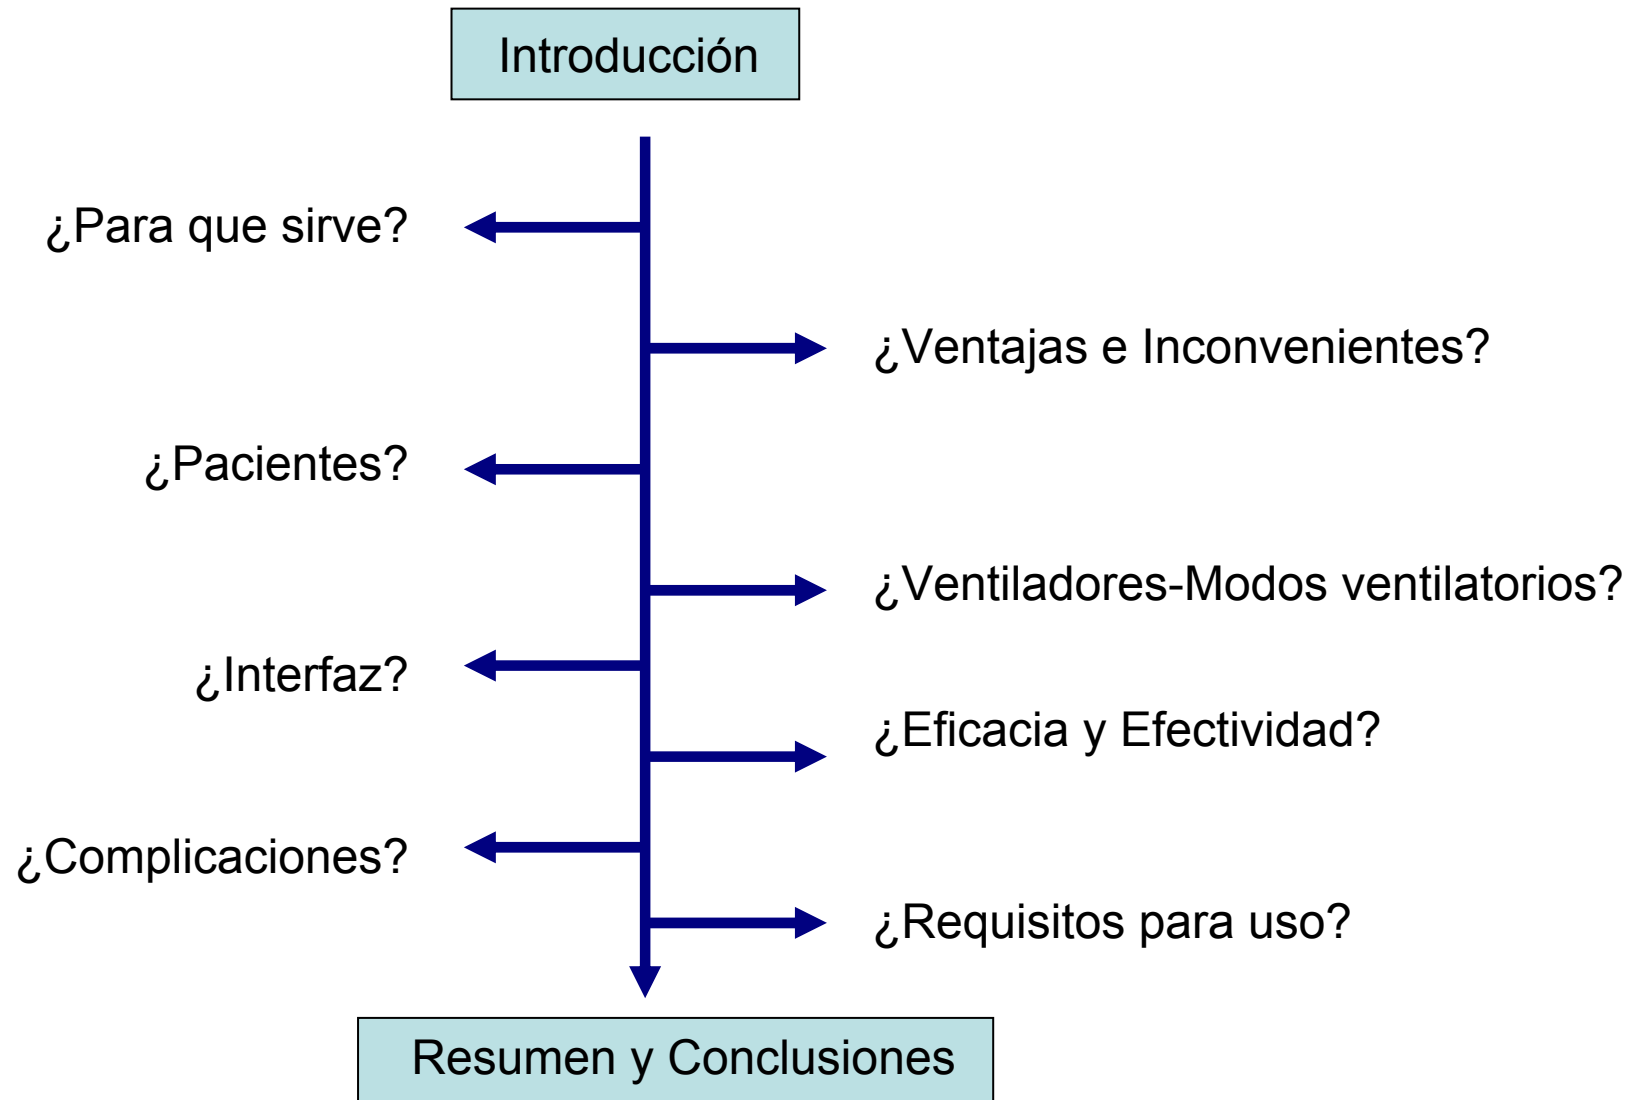 Introducción
¿Para que sirve?
¿Ventajas e Inconvenientes?
¿Pacientes?
¿Ventiladores-Modos ventilatorios?
¿Interfaz?
¿Eficacia y Efectividad?
¿Complicaciones?
¿Requisitos para uso?
Resumen y Conclusiones